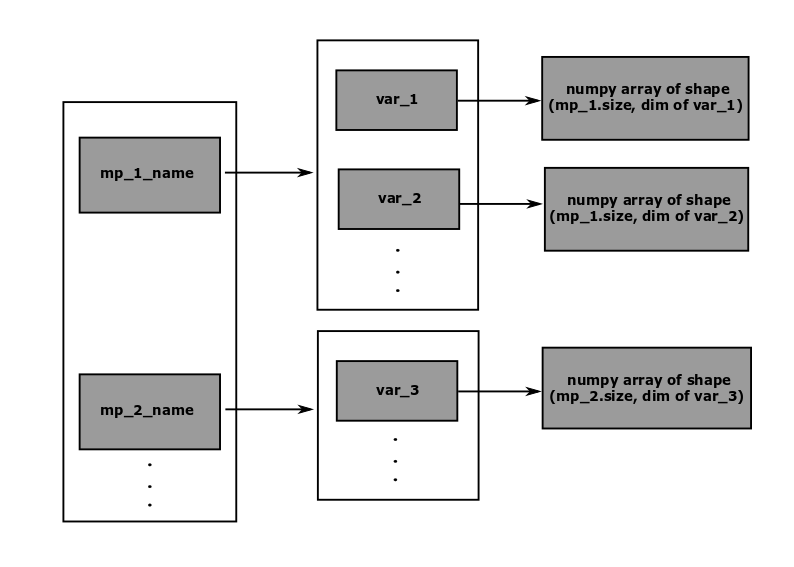 mp_1_name
var_1
numpy array of shape
(mp_1.size, dim of var_1)
var_2
numpy array of shape
(mp_1.size, dim of var_2)
mp_2_name
var_3
numpy array of shape
(mp_2.size, dim of var_3)